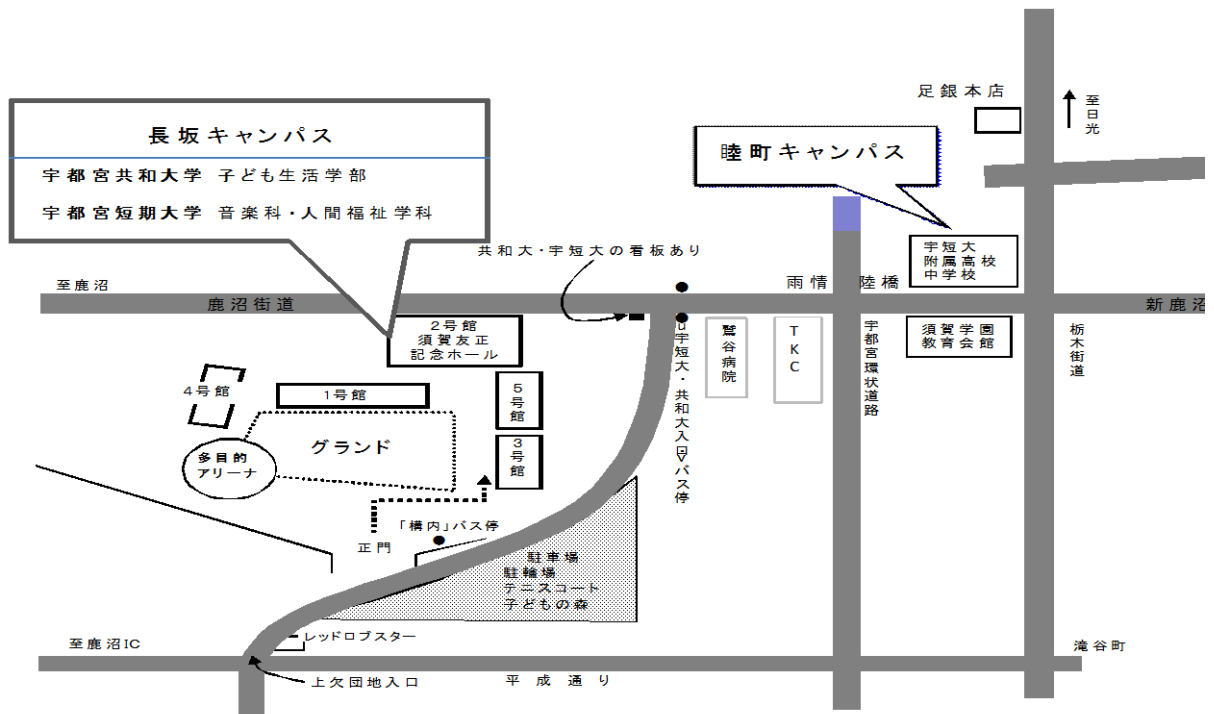 足銀本店
至日光
長坂キャンパス
宇都宮共和大学 子ども生活学部
宇都宮短期大学 音楽科・人間福祉学科
睦町キャンパス
共和大・宇短大の看板あり
宇短大
附属高校
中学校
至鹿沼
鹿沼街道
雨情 陸橋
新鹿沼
2号館
須賀友正
記念ホール
u宇短大・共和大入口▽バス停
鷲谷病院
TKC
宇都宮環状道路
須賀学園
教育会館
栃木街道
4号館
1号館
5号館
グランド
3号館
多目的
アリーナ
「構内」バス停
正門
駐車場
駐輪場
テニスコート
子どもの森
至鹿沼IC
レッドロブスター
滝谷町
上欠団地入口
平成通り